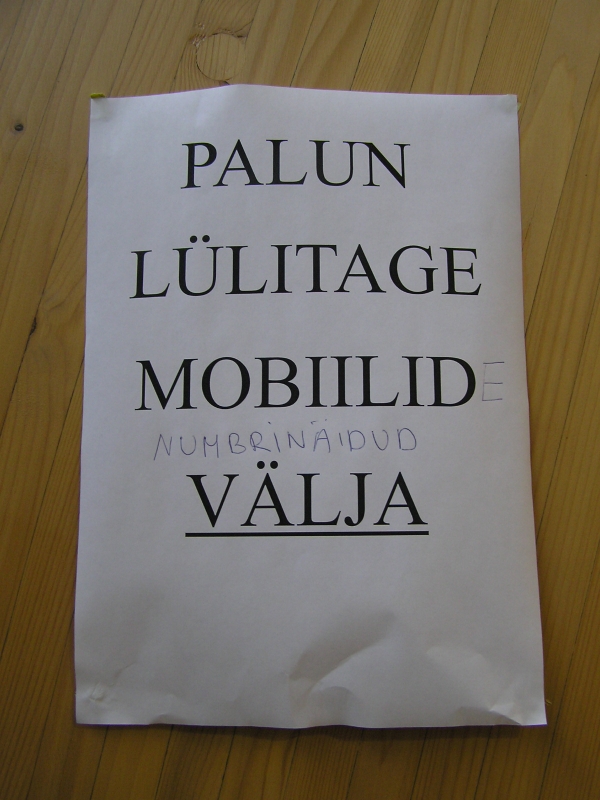 PALUN
LÜLITAGE
MOBIILIDE
NUMBRINÄIDUD
VÄLJA